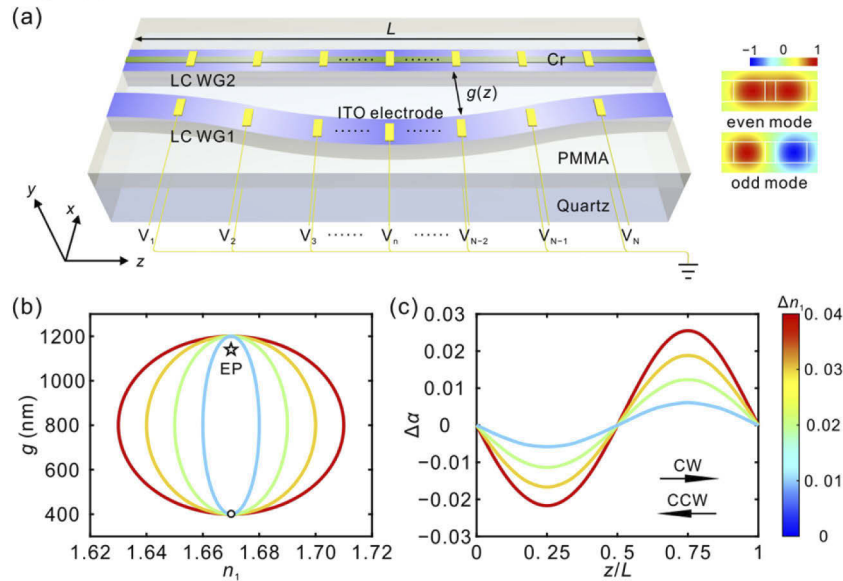 (a)
L
-1 0 1
Cr
LC WG2
g(z)
ITO electrode
even mode
LC WG1
PMMA
odd mode
Quartz
y
x
z
V₁ V₂ V₃ ...... Vₙ ...... V_N-2 V_N-1 V_N
(b)
g (nm)
1200
1000
800
600
400
EP
1.62 1.64 1.66 1.68 1.70 1.72
n₁
(c)
Δα
0.03
0.02
0.01
0
−0.01
−0.02
−0.03
CW
CCW
0 0.25 0.5 0.75 1
z/L
Δn₁
0.04
0.03
0.02
0.01
0